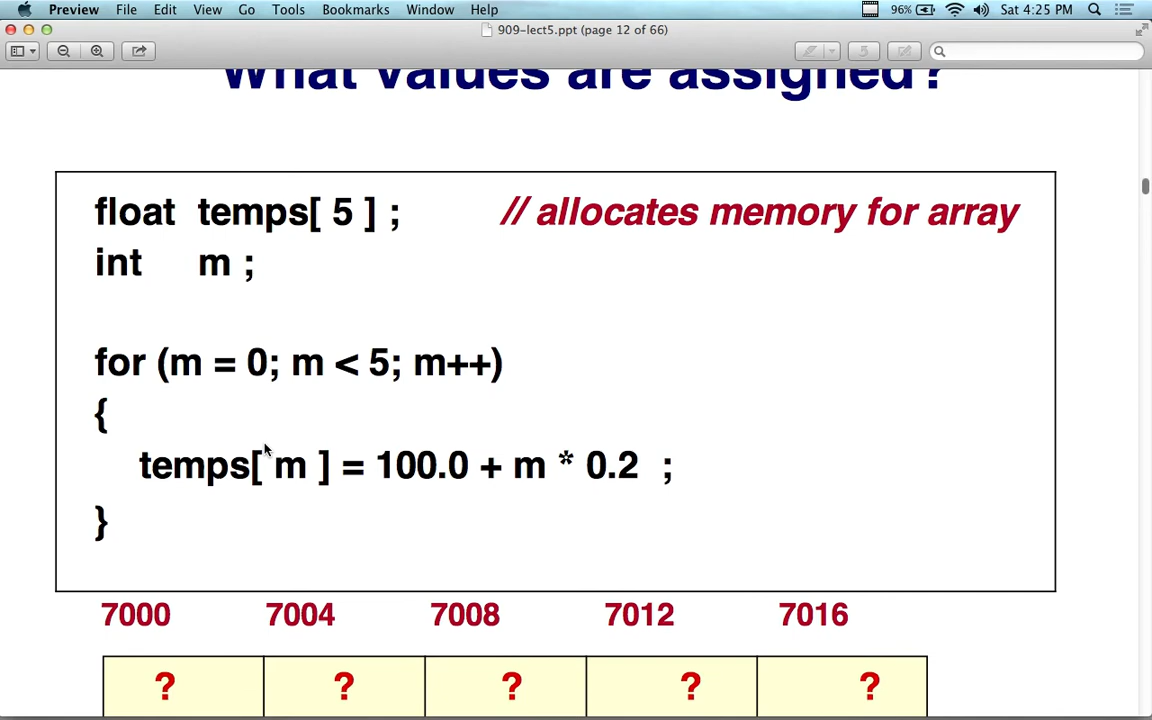 Preview File Edit View Go Tools Bookmarks Window Help 96% Sat 4:25 PM
909-lect5.ppt (page 12 of 66)
What values are assigned?
float temps[ 5 ] ; // allocates memory for array
int m ;
for (m = 0; m < 5; m++)
{
temps[ m ] = 100.0 + m * 0.2 ;
}
7000 7004 7008 7012 7016
? ? ? ? ?